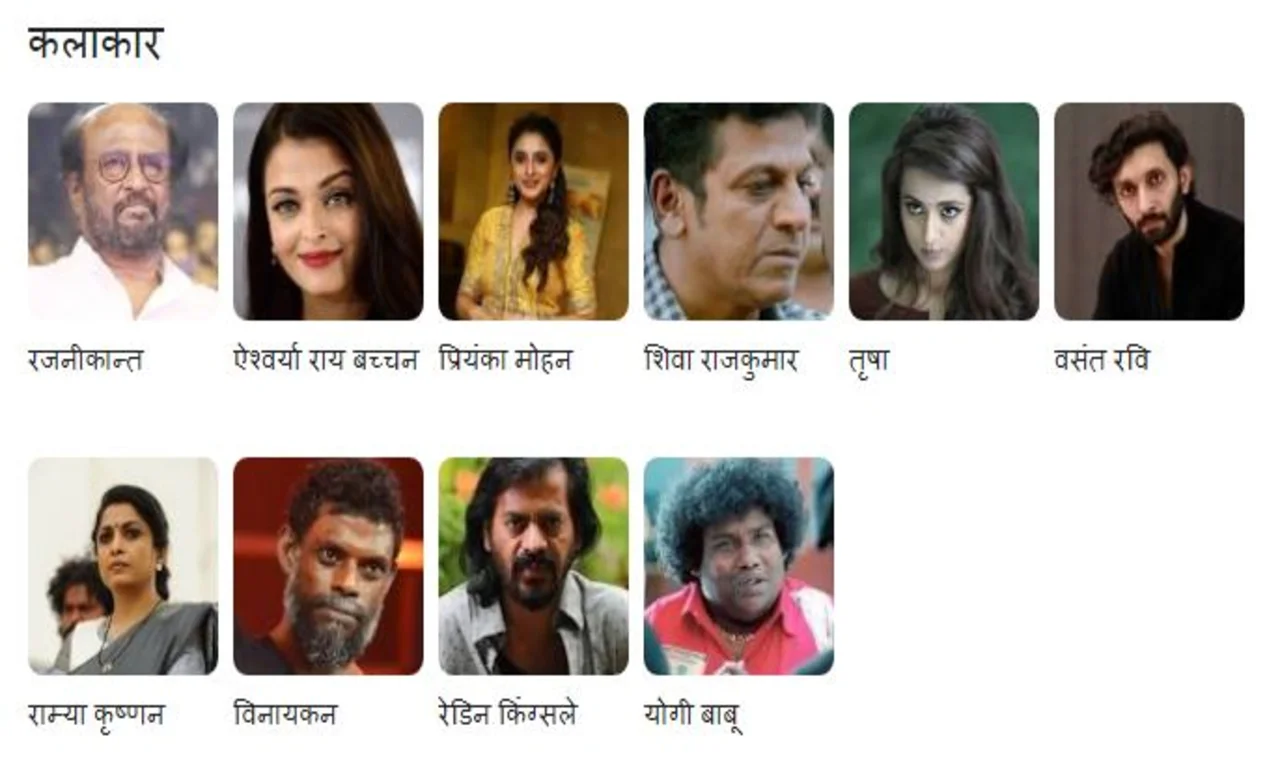 कलाकार
रजनीकान्त ऐश्वर्या राय बच्चन प्रियंका मोहन शिवा राजकुमार तृषा वसंत रवि
राम्या कृष्णन विनायकन रेडिन किंग्सले योगी बाबू